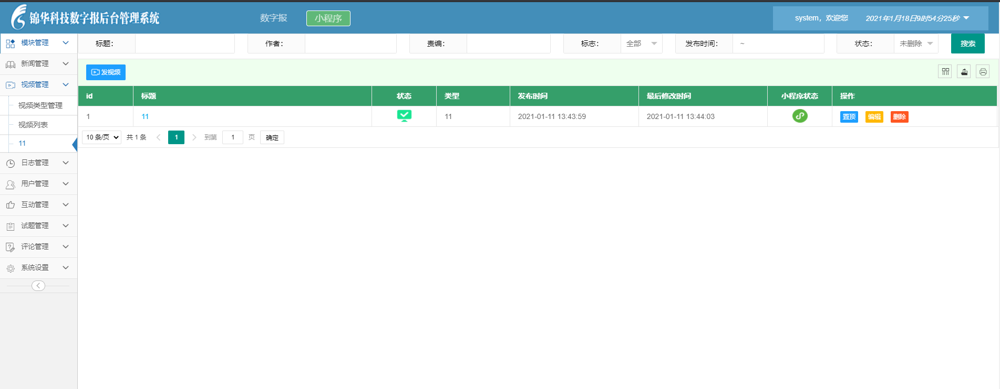 锦华科技数字报后台管理系统
数字报
小程序
system，欢迎您
2021年1月18日9时54分25秒
模块管理
新闻管理
视频管理
视频类型管理
视频列表
11
日志管理
用户管理
互动管理
试题管理
评论管理
系统设置
标题：
作者：
责编：
标志：
全部
发布时间：
~
状态：
未删除
搜索
发视频
id 标题 状态 类型 发布时间 最后修改时间 小程序状态 操作
1 11 11 2021-01-11 13:43:59 2021-01-11 13:44:03 置顶 编辑 删除
10 条/页 共 1 条 1 到第 1 页 确定